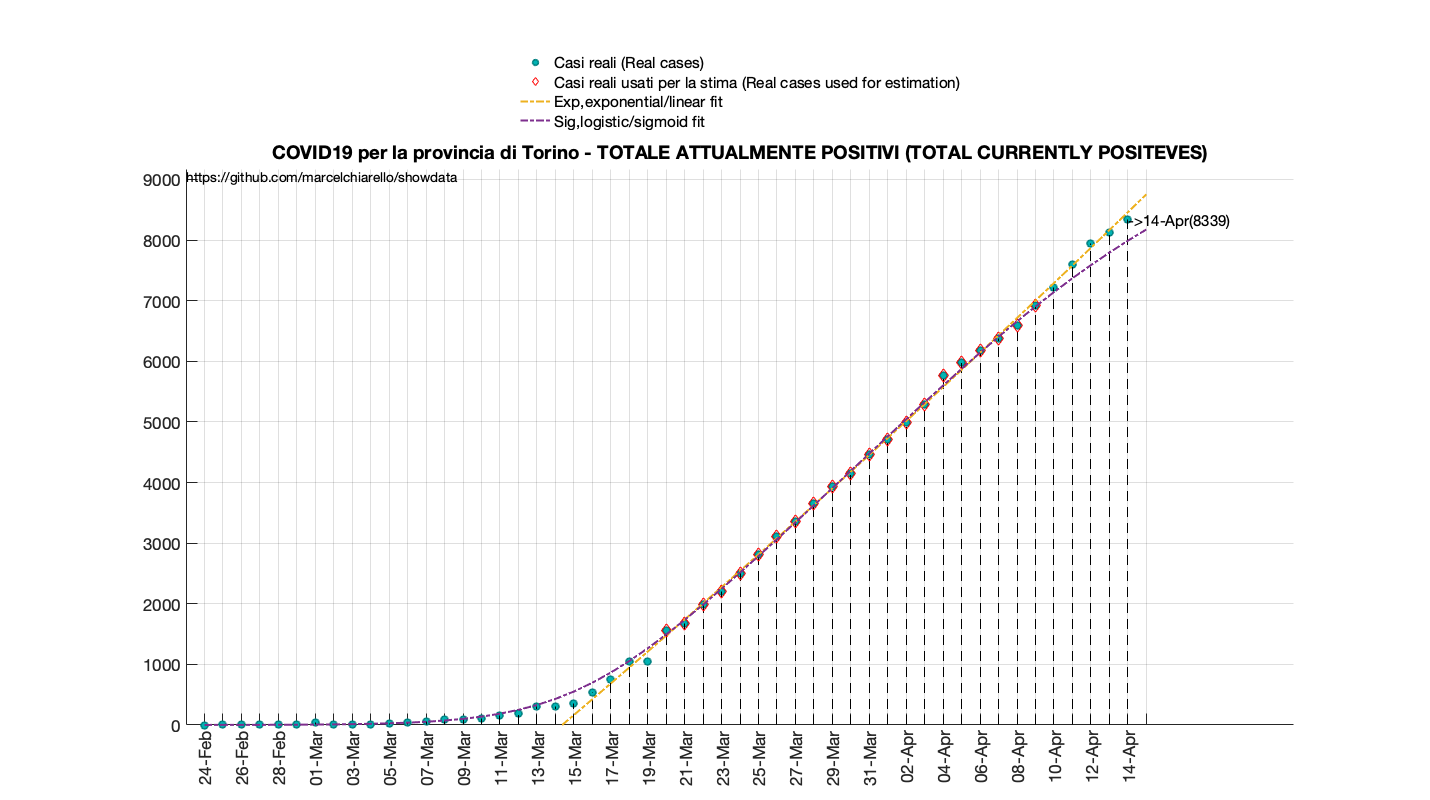 Casi reali (Real cases)
Casi reali usati per la stima (Real cases used for estimation)
Exp,exponential/linear fit
Sig,logistic/sigmoid fit
COVID19 per la provincia di Torino - TOTALE ATTUALMENTE POSITIVI (TOTAL CURRENTLY POSITEVES)
https://github.com/marcelchiarello/showdata
9000
8000
7000
6000
5000
4000
3000
2000
1000
0
->14-Apr(8339)
24-Feb
26-Feb
28-Feb
01-Mar
03-Mar
05-Mar
07-Mar
09-Mar
11-Mar
13-Mar
15-Mar
17-Mar
19-Mar
21-Mar
23-Mar
25-Mar
27-Mar
29-Mar
31-Mar
02-Apr
04-Apr
06-Apr
08-Apr
10-Apr
12-Apr
14-Apr